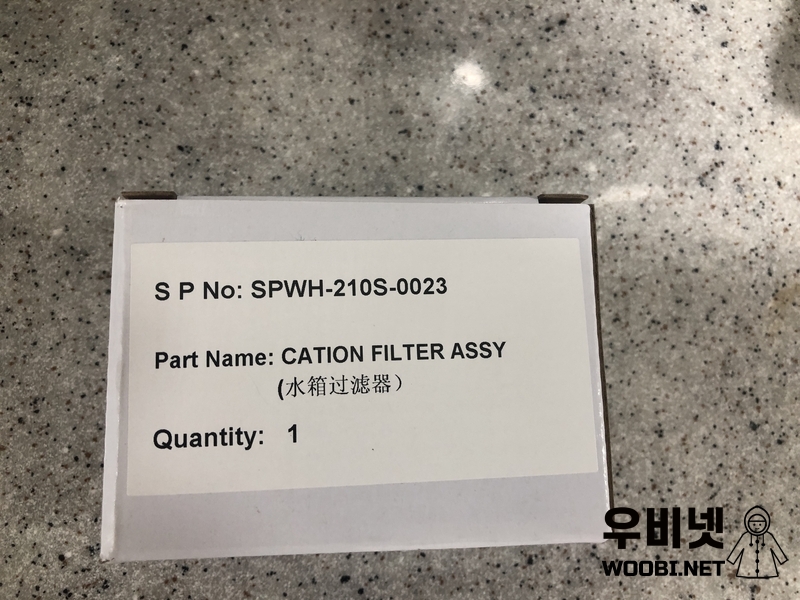 S P No: SPWH-210S-0023
Part Name: CATION FILTER ASSY
(水箱过滤器）
Quantity: 1
우비넷
WOOBI.NET